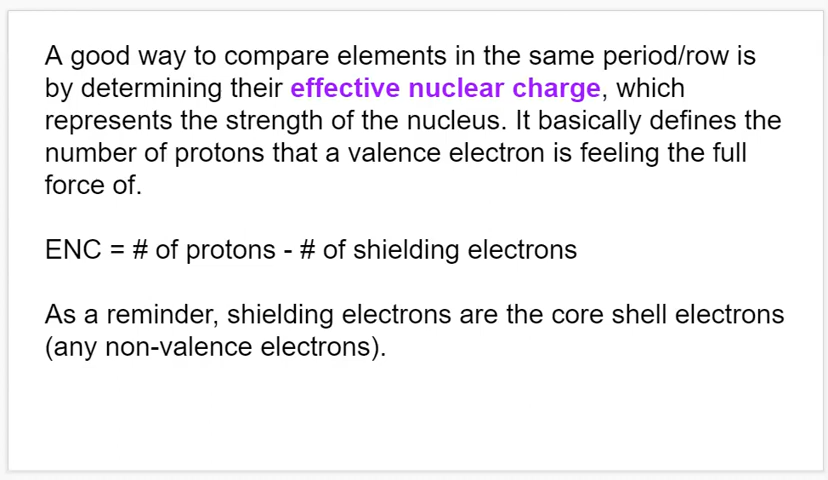 A good way to compare elements in the same period/row is
by determining their effective nuclear charge, which
represents the strength of the nucleus. It basically defines the
number of protons that a valence electron is feeling the full
force of.
ENC = # of protons - # of shielding electrons
As a reminder, shielding electrons are the core shell electrons
(any non-valence electrons).